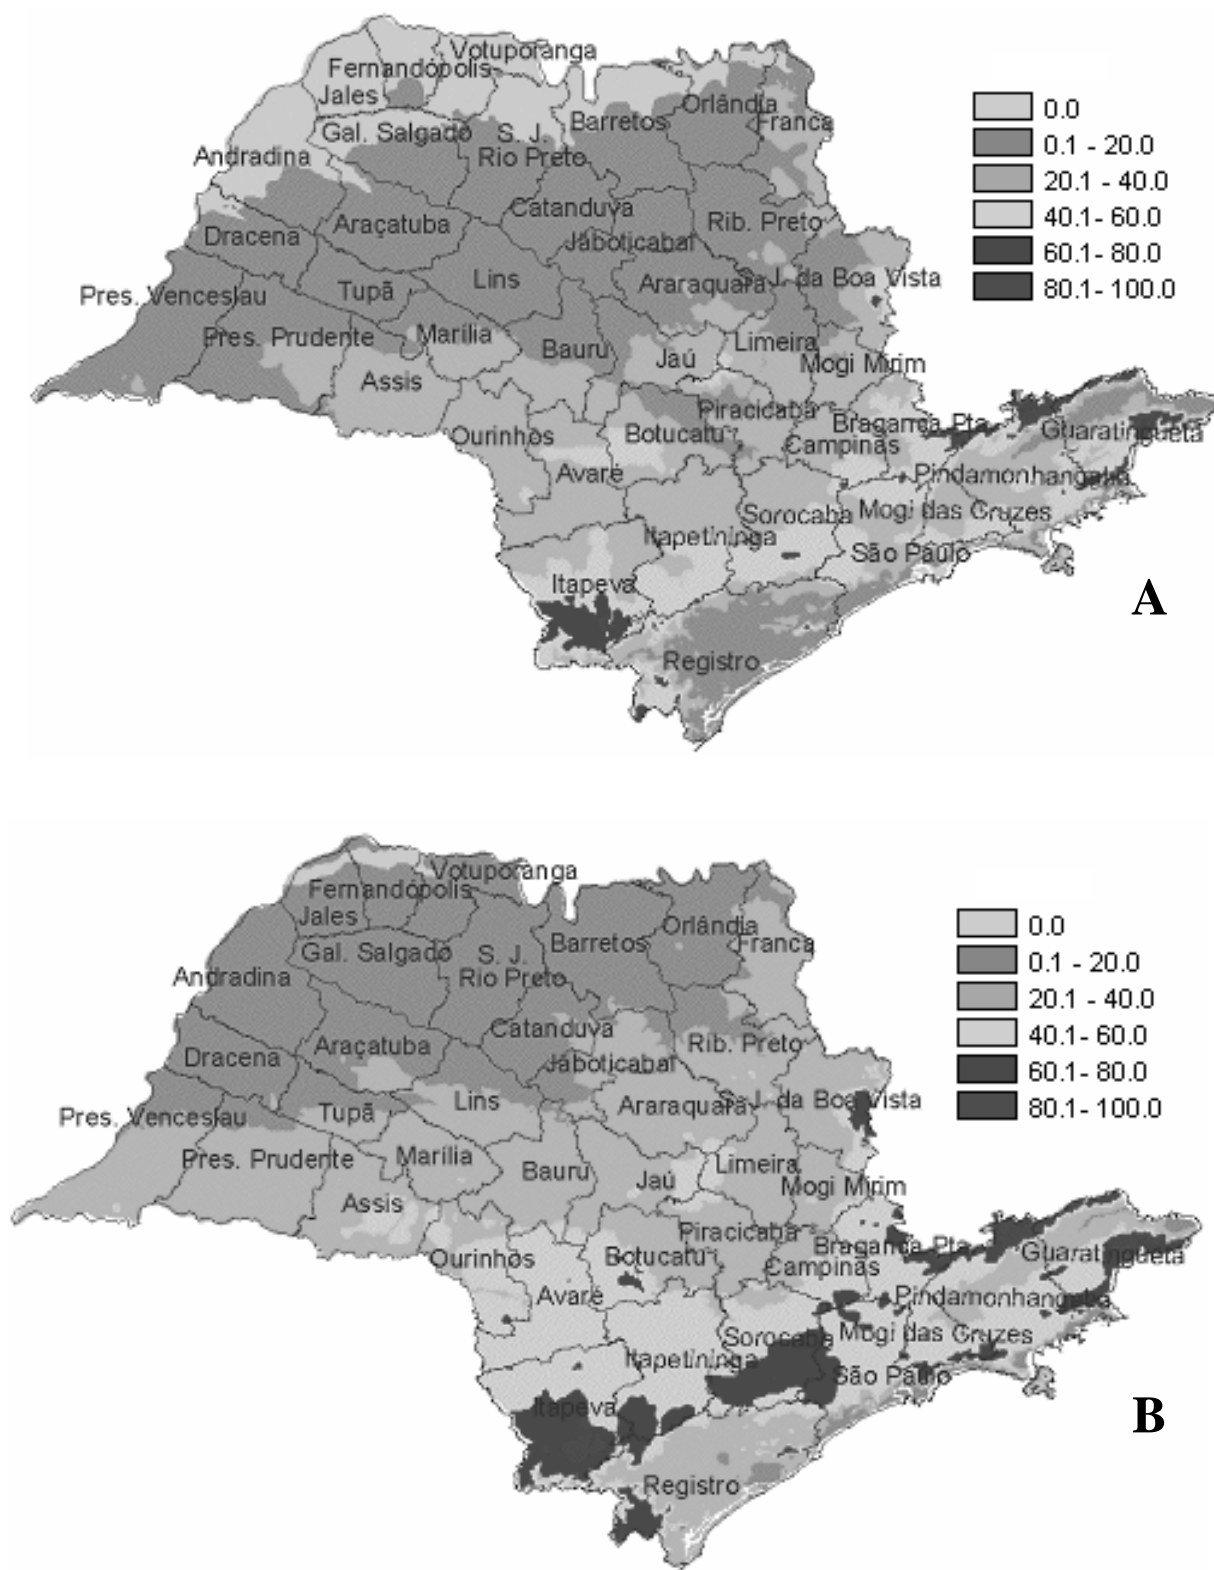 Votuporanga
Fernandópolis
Jales
Orlândia
Gal. Salgado
S. J.
Rio Preto
Barretos
Franca
Andradina
Catanduva
Rib. Preto
Dracena
Araçatuba
Jaboticabal
Pres. Venceslau
Tupã
Lins
Araraquara
S. J. da Boa Vista
Pres. Prudente
Marília
Bauru
Jaú
Limeira
Mogi Mirim
Assis
Piracicaba
Bragança Pta
Guaratinguetá
Ourinhos
Botucatu
Campinas
Avaré
Pindamonhangaba
Sorocaba
Mogi das Cruzes
Itapetininga
São Paulo
Itapeva
Registro
0.0
0.1 - 20.0
20.1 - 40.0
40.1 - 60.0
60.1- 80.0
80.1- 100.0
A
Votuporanga
Fernandópolis
Jales
Orlândia
Gal. Salgado
S. J.
Rio Preto
Barretos
Franca
Andradina
Catanduva
Rib. Preto
Dracena
Araçatuba
Jaboticabal
Pres. Venceslau
Tupã
Lins
Araraquara
S. J. da Boa Vista
Pres. Prudente
Marília
Bauru
Jaú
Limeira
Mogi Mirim
Assis
Piracicaba
Bragança Pta
Guaratinguetá
Ourinhos
Botucatu
Campinas
Avaré
Pindamonhangaba
Sorocaba
Mogi das Cruzes
Itapetininga
São Paulo
Itapeva
Registro
0.0
0.1 - 20.0
20.1 - 40.0
40.1 - 60.0
60.1- 80.0
80.1- 100.0
B